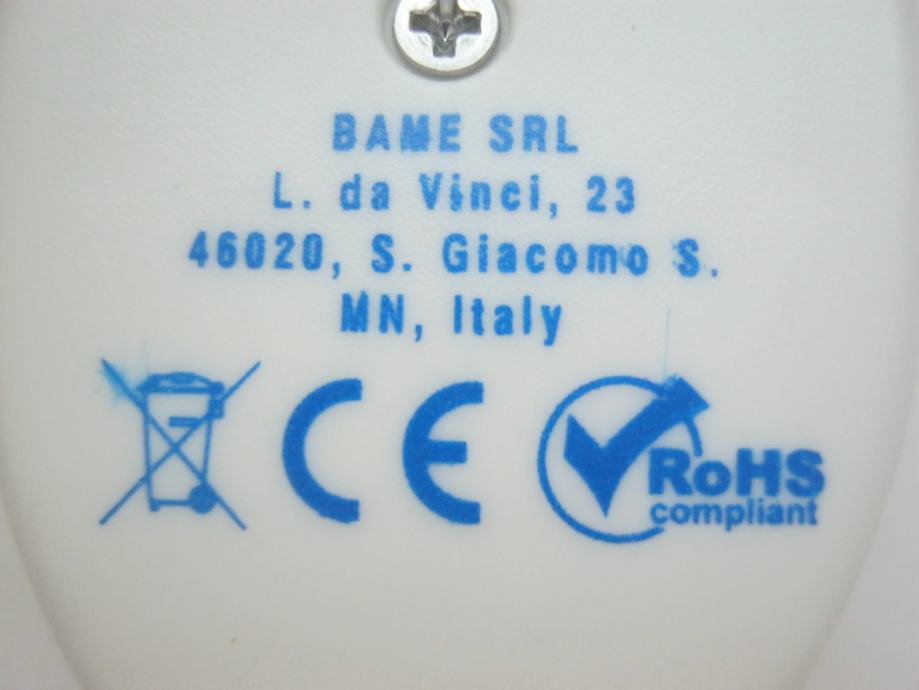 BAME SRL
L. da Vinci, 23
46020, S. Giacomo S.
MN, Italy
CE
RoHS
compliant